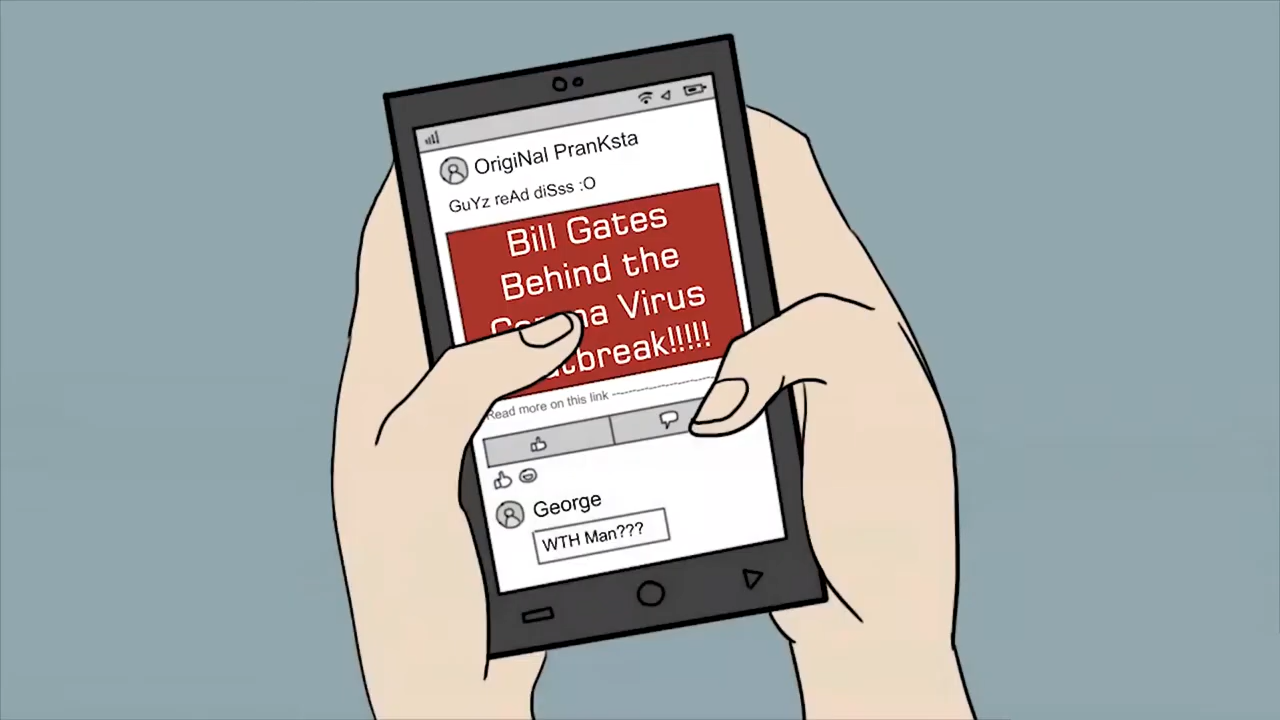 OrigiNal PranKsta
GuYz reAd diSss :O
Bill Gates
Behind the
Virus
Read more on this link
George
WTH Man???